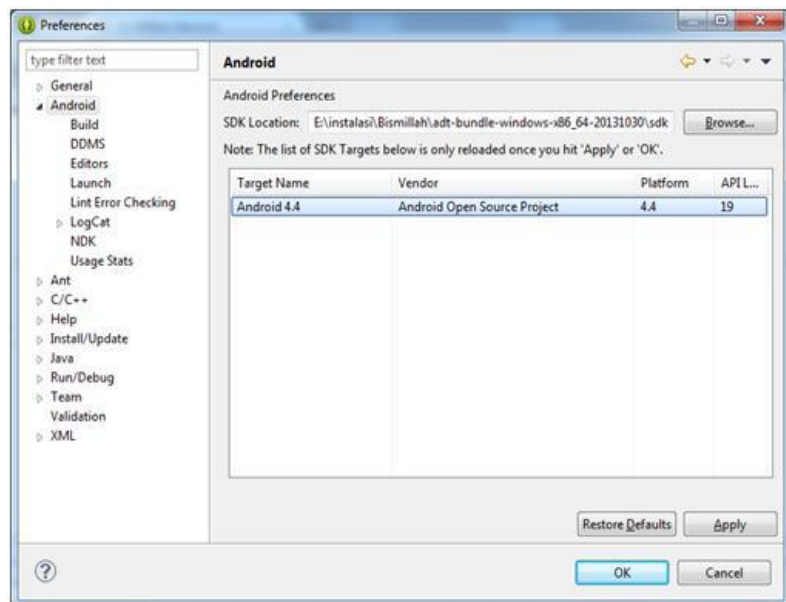 Preferences
type filter text
General
Android
Build
DDMS
Editors
Launch
Lint Error Checking
LogCat
NDK
Usage Stats
Ant
C/C++
Help
Install/Update
Java
Run/Debug
Team
Validation
XML
Android
Android Preferences
SDK Location: E:\instalasi\Bismillah\adt-bundle-windows-x86_64-20131030\sdk Browse...
Note: The list of SDK Targets below is only reloaded once you hit 'Apply' or 'OK'.
Target Name Vendor Platform API L...
Android 4.4 Android Open Source Project 4.4 19
Restore Defaults Apply
? OK Cancel